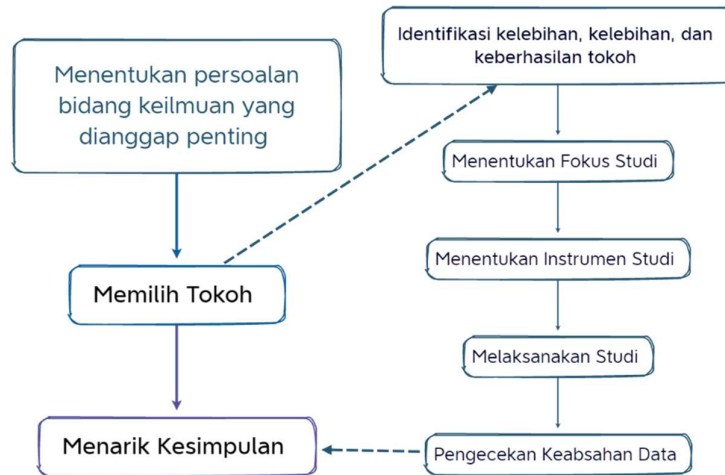 Menentukan persoalan
bidang keilmuan yang
dianggap penting
Memilih Tokoh
Menarik Kesimpulan
Identifikasi kelebihan, kelebihan, dan
keberhasilan tokoh
Menentukan Fokus Studi
Menentukan Instrumen Studi
Melaksanakan Studi
Pengecekan Keabsahan Data